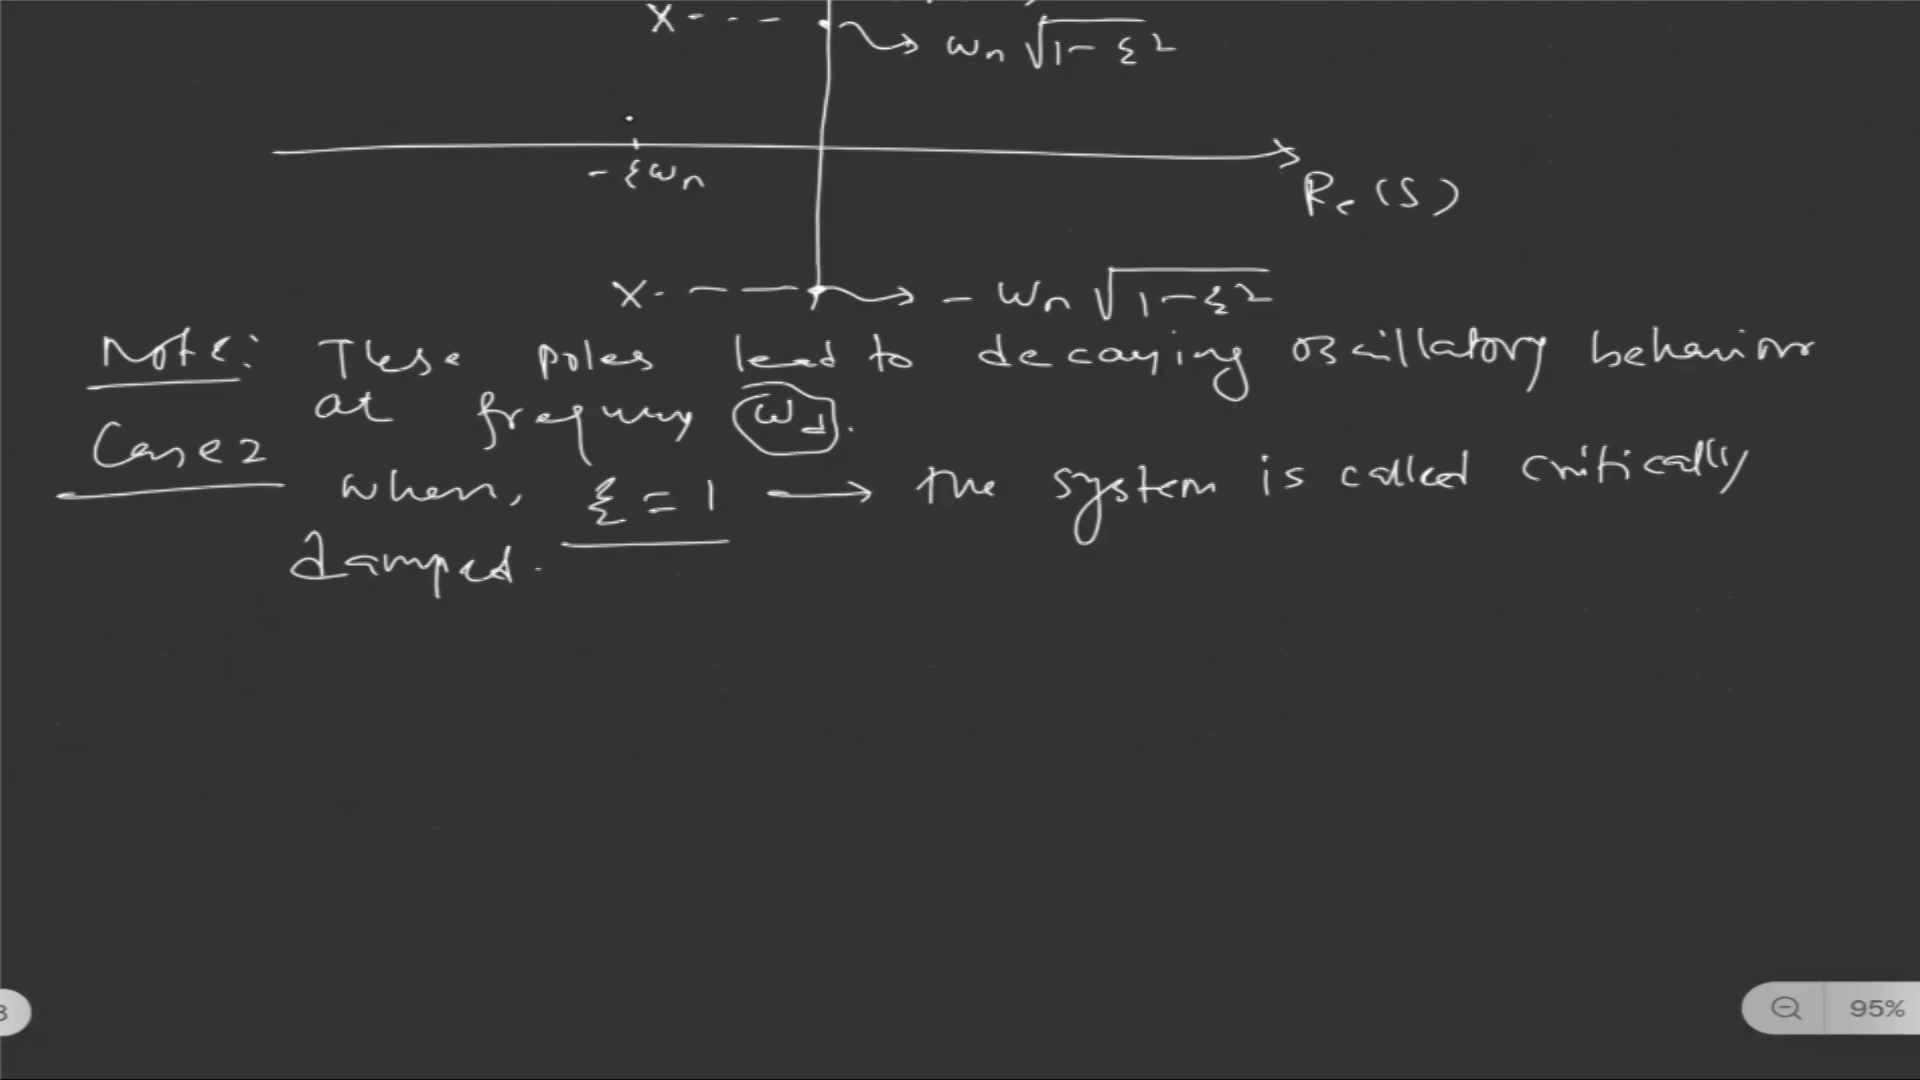 X - - - - ωn √1-ξ²
-ξωn
Re(S)
X - - - - → - ωn √1-ξ²
Note: These poles lead to decaying oscillatory behavior
at frequency ωd.
Case 2
when, ξ = 1 → the system is called critically
damped.
95%